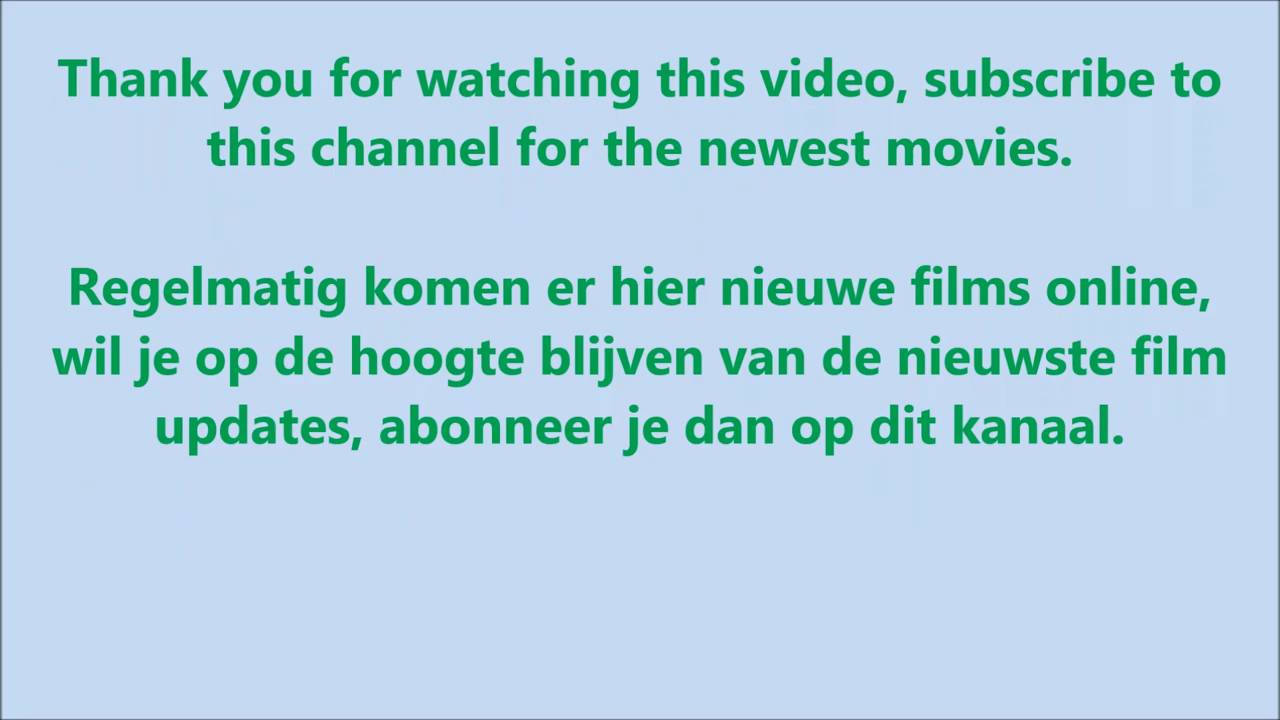 Thank you for watching this video, subscribe to
this channel for the newest movies.
Regelmatig komen er hier nieuwe films online,
wil je op de hoogte blijven van de nieuwste film
updates, abonneer je dan op dit kanaal.